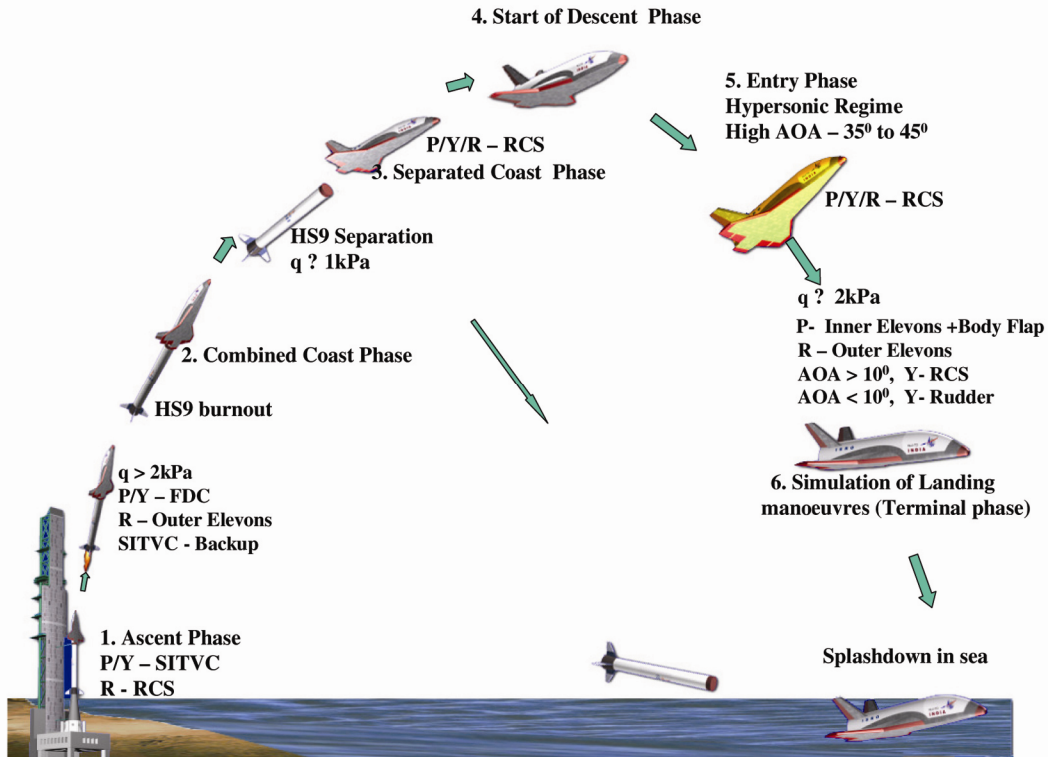 4. Start of Descent Phase
5. Entry Phase
Hypersonic Regime
High AOA – 35⁰ to 45⁰
P/Y/R – RCS
3. Separated Coast Phase
P/Y/R – RCS
HS9 Separation
q ? 1kPa
q ? 2kPa
P- Inner Elevons +Body Flap
R – Outer Elevons
AOA > 10⁰, Y- RCS
AOA < 10⁰, Y- Rudder
2. Combined Coast Phase
HS9 burnout
q > 2kPa
P/Y – FDC
R – Outer Elevons
SITVC - Backup
6. Simulation of Landing
manoeuvres (Terminal phase)
1. Ascent Phase
P/Y – SITVC
R - RCS
Splashdown in sea
INDIA
INDIA